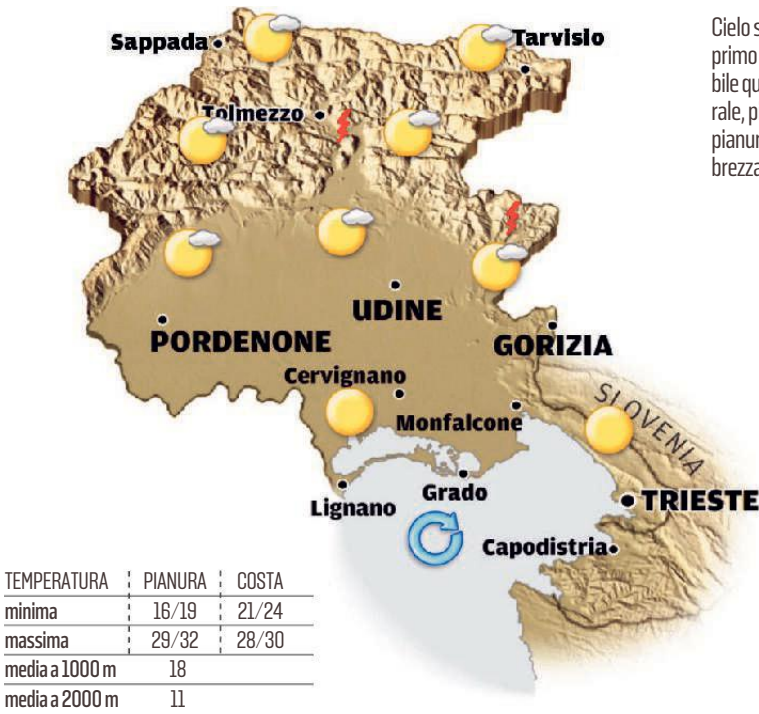 Sappada
Tarvisio
Tolmezzo
UDINE
PORDENONE
GORIZIA
Cervignano
Monfalcone
SLOVENIA
Lignano
Grado
TRIESTE
Capodistria
Cielo s
primo
bile qu
rale, p
pianur
brezza
TEMPERATURA PIANURA COSTA
minima 16/19 21/24
massima 29/32 28/30
media a 1000 m 18
media a 2000 m 11